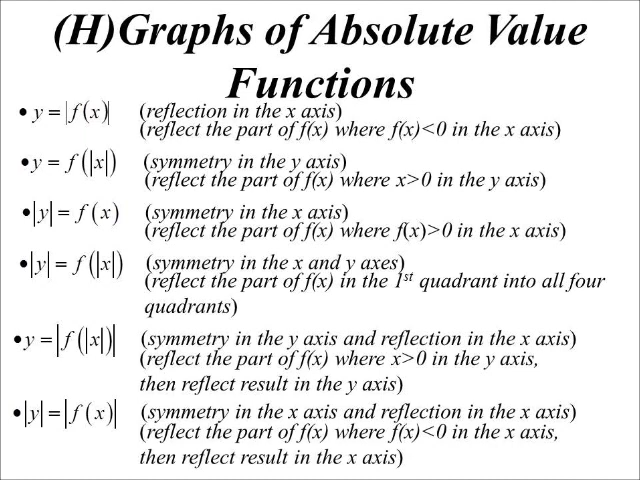 (H)Graphs of Absolute Value
Functions
• y = |f(x)| (reflection in the x axis)
(reflect the part of f(x) where f(x)<0 in the x axis)
• y = f(|x|) (symmetry in the y axis)
(reflect the part of f(x) where x>0 in the y axis)
• |y| = f(x) (symmetry in the x axis)
(reflect the part of f(x) where f(x)>0 in the x axis)
• |y| = f(|x|) (symmetry in the x and y axes)
(reflect the part of f(x) in the 1st quadrant into all four
quadrants)
• y = |f(|x|)| (symmetry in the y axis and reflection in the x axis)
(reflect the part of f(x) where x>0 in the y axis,
then reflect result in the y axis)
• |y| = |f(x)| (symmetry in the x axis and reflection in the x axis)
(reflect the part of f(x) where f(x)<0 in the x axis,
then reflect result in the x axis)